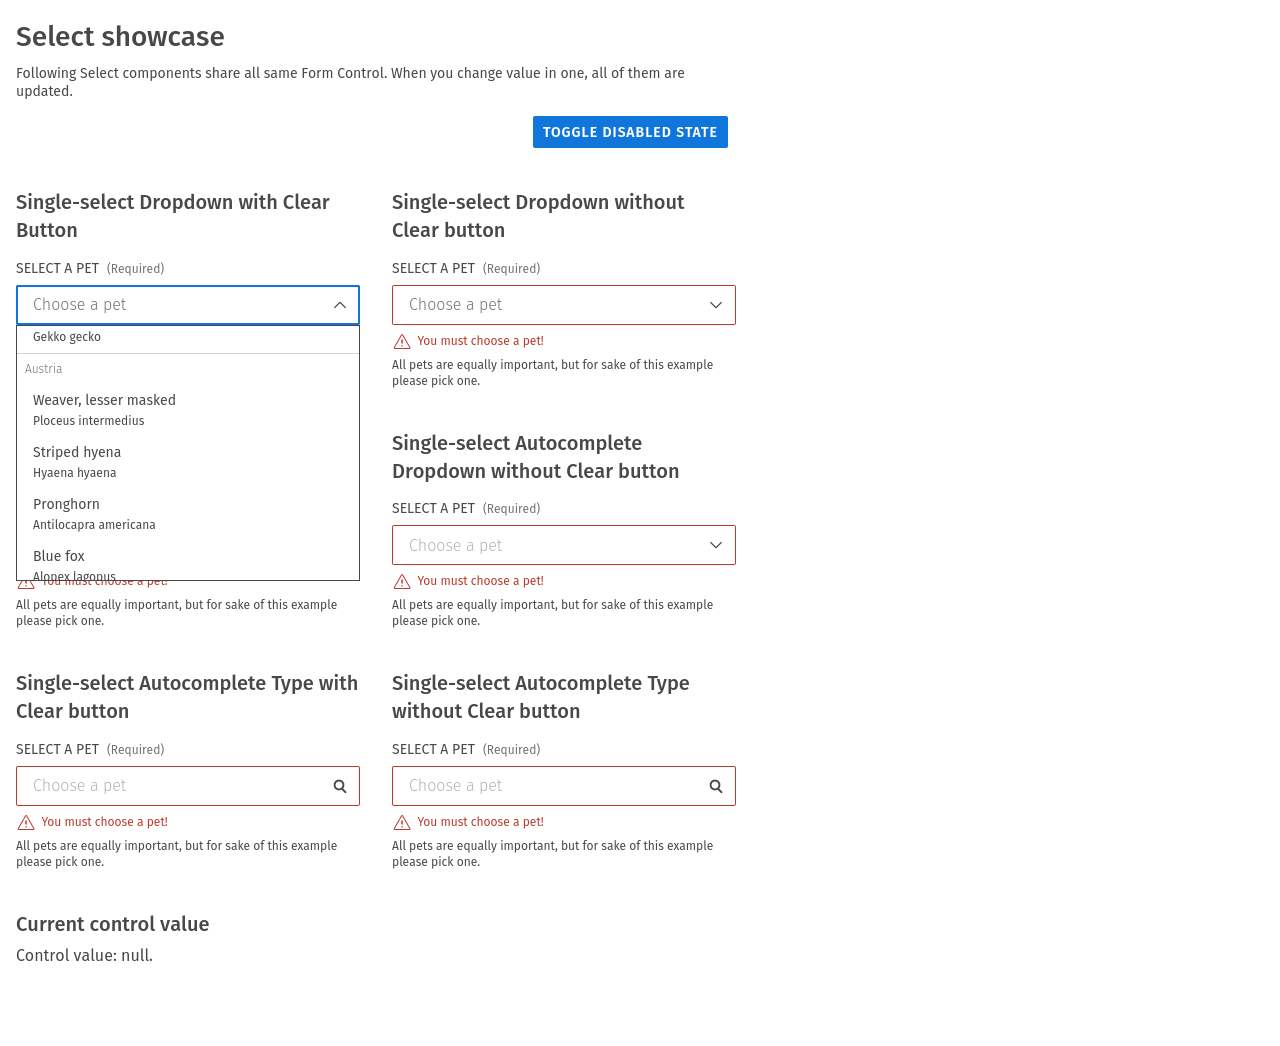 Select showcase
Following Select components share all same Form Control. When you change value in one, all of them are
updated.
TOGGLE DISABLED STATE
Single-select Dropdown with Clear
Button
SELECT A PET (Required)
Choose a pet
Gekko gecko
Austria
Weaver, lesser masked
Ploceus intermedius
Striped hyena
Hyaena hyaena
Pronghorn
Antilocapra americana
Blue fox
Alopex lagopus
You must choose a pet!
All pets are equally important, but for sake of this example
please pick one.
Single-select Dropdown without
Clear button
SELECT A PET (Required)
Choose a pet
You must choose a pet!
All pets are equally important, but for sake of this example
please pick one.
Single-select Autocomplete
Dropdown without Clear button
SELECT A PET (Required)
Choose a pet
You must choose a pet!
All pets are equally important, but for sake of this example
please pick one.
Single-select Autocomplete Type with
Clear button
SELECT A PET (Required)
Choose a pet
You must choose a pet!
All pets are equally important, but for sake of this example
please pick one.
Single-select Autocomplete Type
without Clear button
SELECT A PET (Required)
Choose a pet
You must choose a pet!
All pets are equally important, but for sake of this example
please pick one.
Current control value
Control value: null.